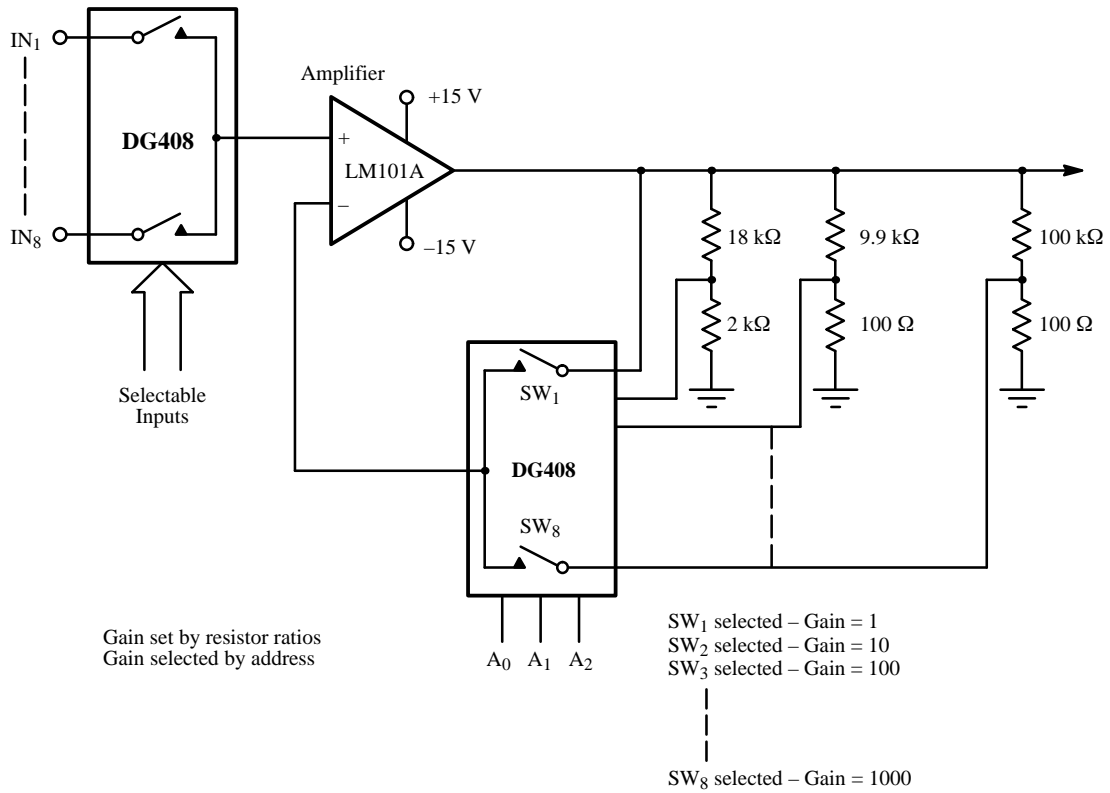 IN1
DG408
IN8
Selectable
Inputs
Amplifier
+15 V
+
LM101A
–
–15 V
18 kΩ
9.9 kΩ
100 kΩ
2 kΩ
100 Ω
100 Ω
SW1
DG408
SW8
A0
A1
A2
Gain set by resistor ratios
Gain selected by address
SW1 selected – Gain = 1
SW2 selected – Gain = 10
SW3 selected – Gain = 100
SW8 selected – Gain = 1000